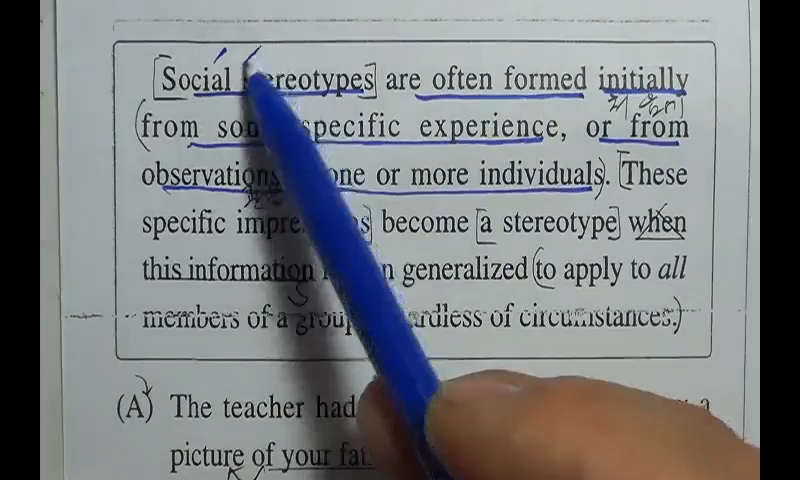 Social stereotypes are often formed initially
from some specific experience, or from
observations one or more individuals. These
specific impre s become a stereotype when
this information n generalized to apply to all
members of a group ardless of circumstances.
(A) The teacher had a
picture of your fat